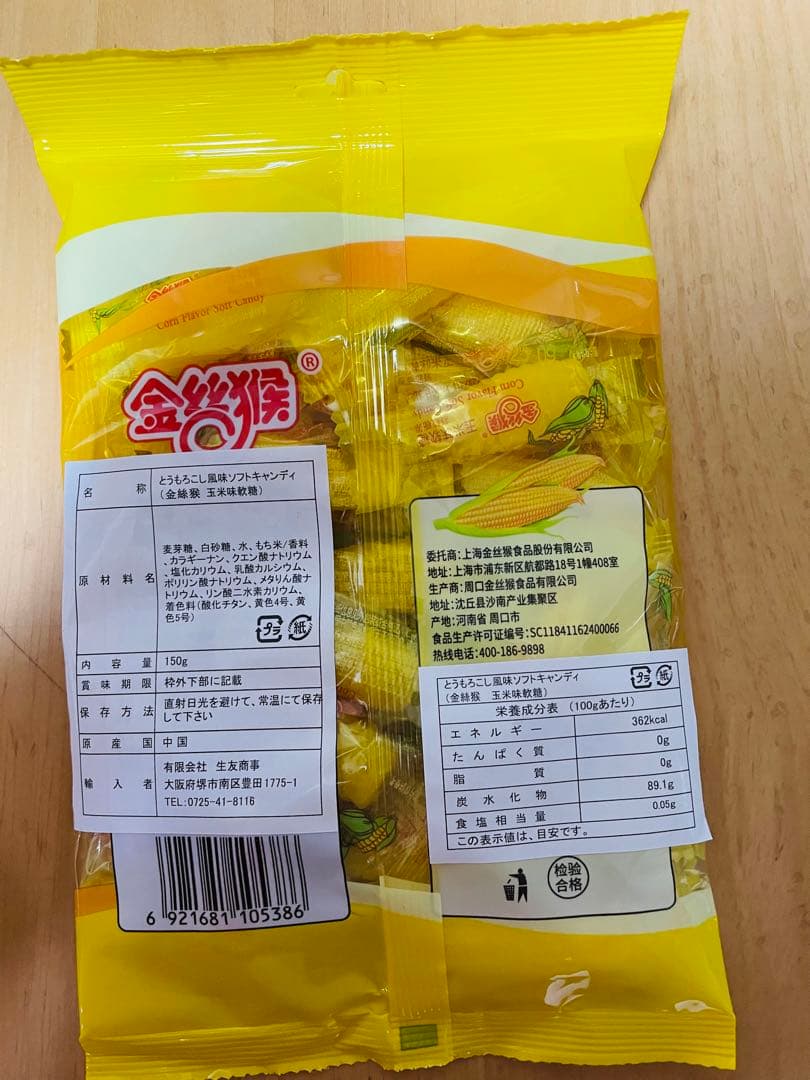 Corn Flavor Soft Candy
金丝猴®
Corn Flavor So
金丝猴®
名 称 とうもろこし風味ソフトキャンディ
(金絲猴 玉米味軟糖)
原材料名 麦芽糖、白砂糖、水、もち米/香料
、カラギーナン、クエン酸ナトリウム
、塩化カリウム、乳酸カルシウム、
ポリリン酸ナトリウム、メタりん酸ナ
トリウム、リン酸二水素カリウム、
着色料(酸化チタン、黄色4号、黄
色5号)
プラ 紙
内容量 150g
賞味期限 枠外下部に記載
保存方法 直射日光を避けて、常温にて保存
して下さい
原産国 中国
輸入者 有限会社 生友商事
大阪府堺市南区豊田1775-1
TEL:0725-41-8116
6 921681 105386
委托商:上海金丝猴食品股份有限公司
地址:上海市浦东新区航都路18号1幢408室
生产商:周口金丝猴食品有限公司
地址:沈丘县沙南产业集聚区
产地:河南省 周口市
食品生产许可证编号:SC11841162400066
热线电话:400-186-9898
とうもろこし風味ソフトキャンディ
(金絲猴 玉米味軟糖)
プラ 紙
栄養成分表 (100gあたり)
エネルギー 362kcal
たんぱく質 0g
脂質 0g
炭水化物 89.1g
食塩相当量 0.05g
この表示値は、目安です。
检验
合格